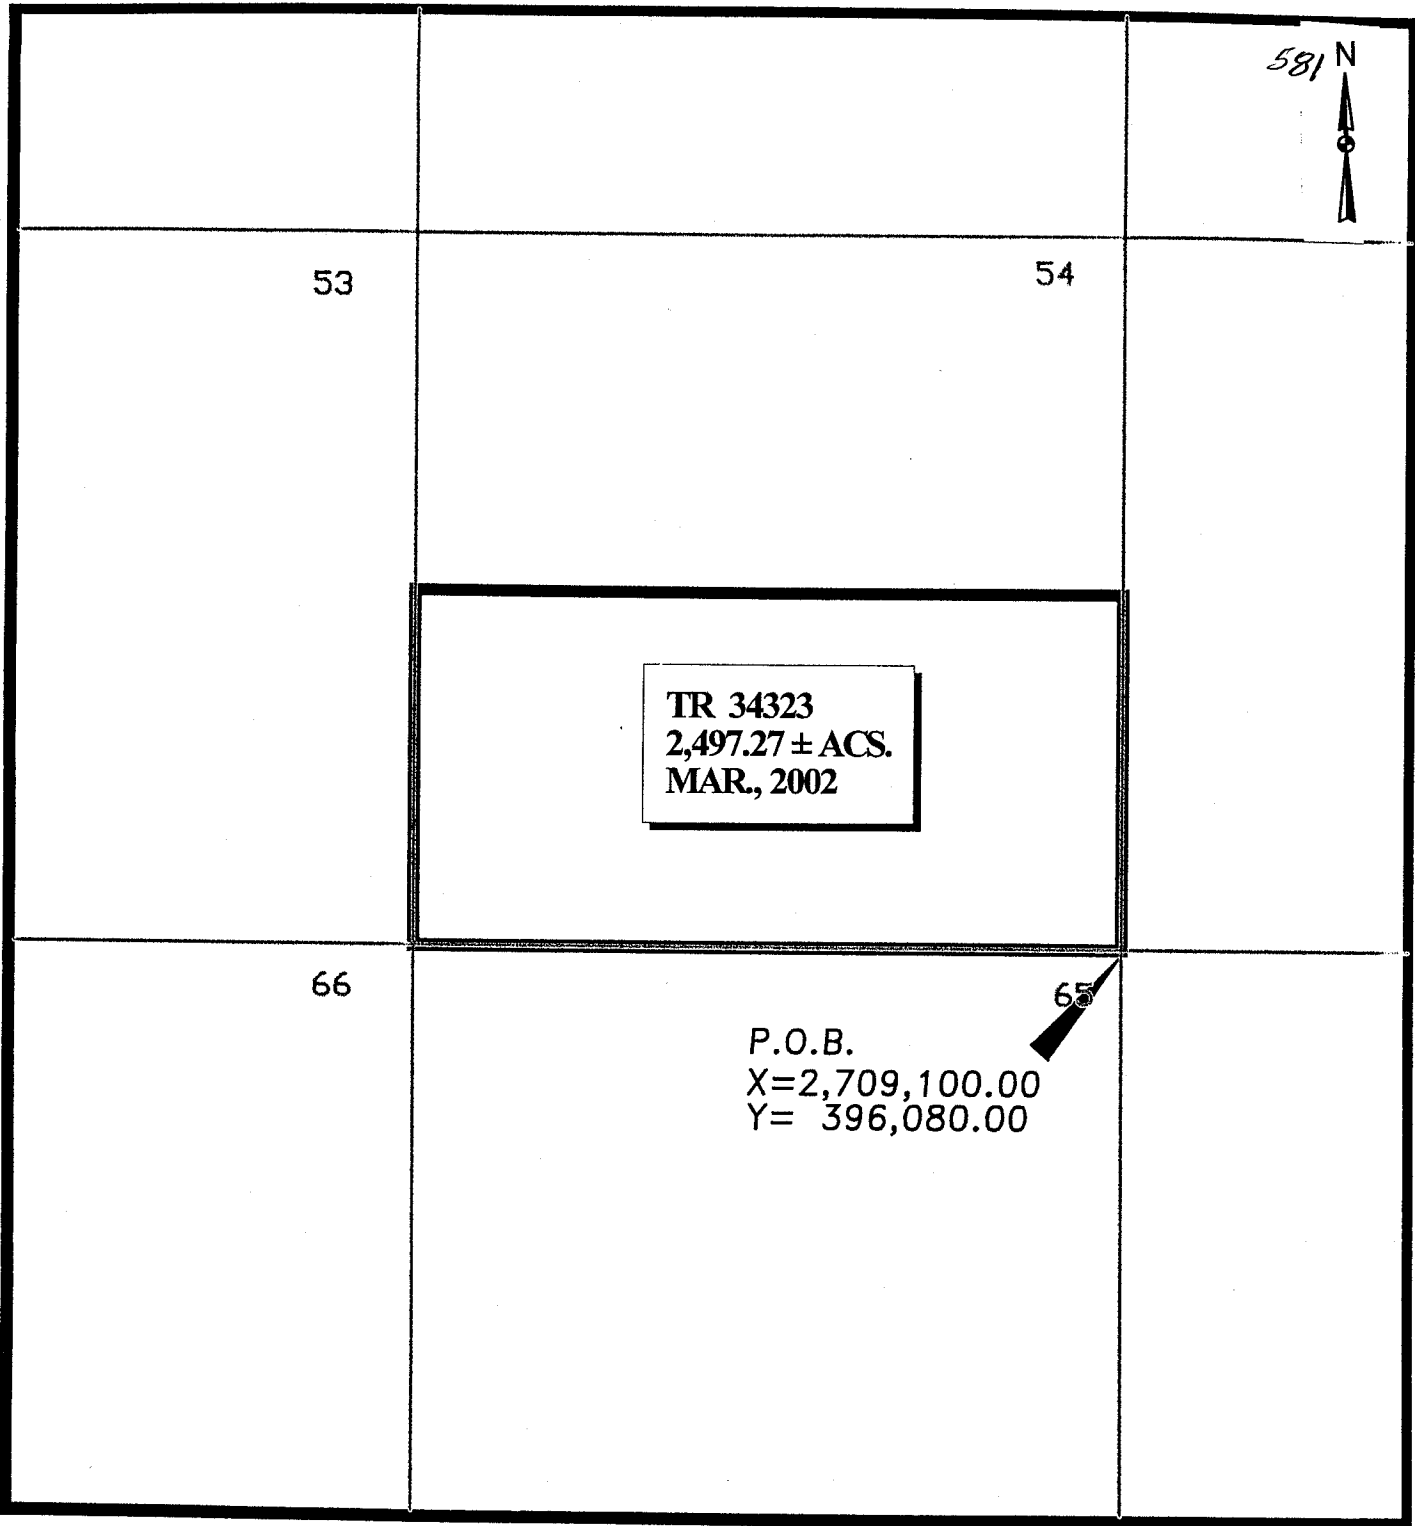 581 N
53
54
TR 34323
2,497.27 ± ACS.
MAR., 2002
66
65
P.O.B.
X=2,709,100.00
Y= 396,080.00